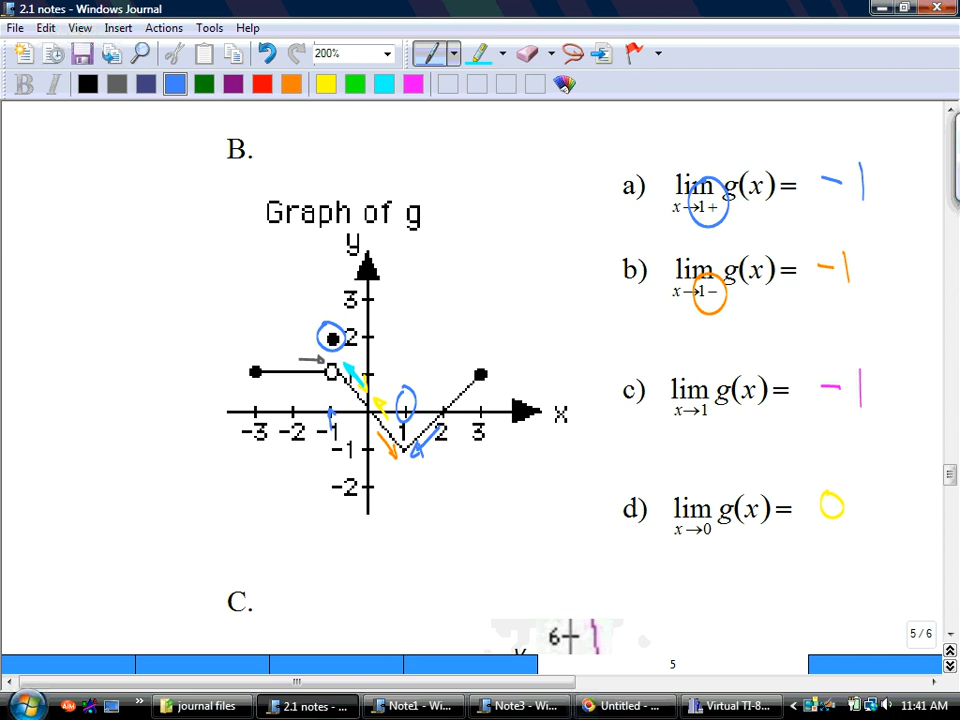 2.1 notes - Windows Journal
File Edit View Insert Actions Tools Help
200%
B I
B.
Graph of g
y
3
2
1
-3 -2 -1 1 2 3 x
-1
-2
a) lim g(x) = -1
x→1+
b) lim g(x) = -1
x→1-
c) lim g(x) = -1
x→1
d) lim g(x) = 0
x→0
C.
6
y
5 / 6
5
journal files 2.1 notes - ... Note1 - Wi... Note3 - Wi... Untitled - ... Virtual TI-8... 11:41 AM